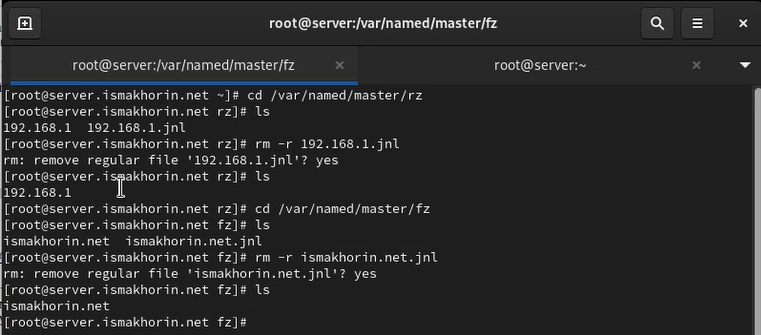 root@server:/var/named/master/fz
root@server:/var/named/master/fz
root@server:~
[root@server.ismakhorin.net ~]# cd /var/named/master/rz
[root@server.ismakhorin.net rz]# ls
192.168.1  192.168.1.jnl
[root@server.ismakhorin.net rz]# rm -r 192.168.1.jnl
rm: remove regular file '192.168.1.jnl'? yes
[root@server.ismakhorin.net rz]# ls
192.168.1
[root@server.ismakhorin.net rz]# cd /var/named/master/fz
[root@server.ismakhorin.net fz]# ls
ismakhorin.net  ismakhorin.net.jnl
[root@server.ismakhorin.net fz]# rm -r ismakhorin.net.jnl
rm: remove regular file 'ismakhorin.net.jnl'? yes
[root@server.ismakhorin.net fz]# ls
ismakhorin.net
[root@server.ismakhorin.net fz]#